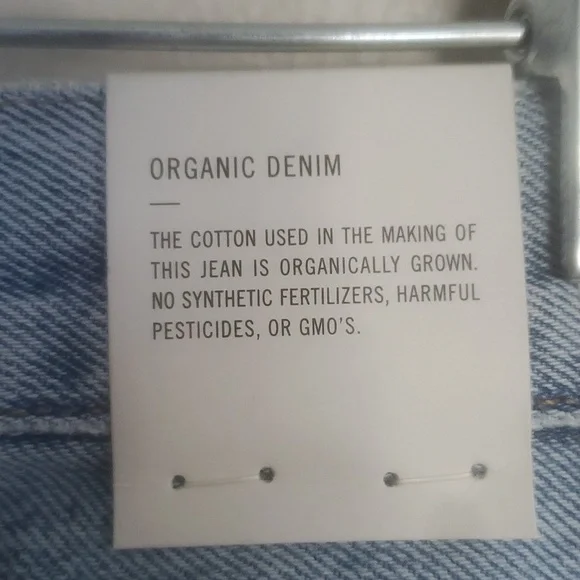 ORGANIC DENIM
THE COTTON USED IN THE MAKING OF
THIS JEAN IS ORGANICALLY GROWN.
NO SYNTHETIC FERTILIZERS, HARMFUL
PESTICIDES, OR GMO'S.